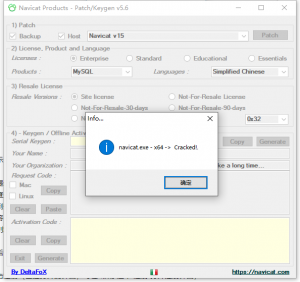 Navicat Products - Patch/Keygen v5.6
1) Patch
Backup Host Navicat v15 Patch
2) License, Product and Language
Licenses : Enterprise Standard Educational Essentials
Products : MySQL Languages : Simplified Chinese
3) Resale License
Resale Versions : Site license Not-For-Resale License
Not-For-Resale-30-days Not-For-Resale-90-days
0x32
4) - Keygen / Offline
Serial Keygen : Copy Generate
Info...
navicat.exe - x64 -> Cracked!
确定
Your Name :
Your Organization : ke a long time...
Request Code :
Mac
Linux
Copy
Clear Paste
Activation Code :
Clear Copy
Exit Generate
By DeltaFoX https://navicat.com